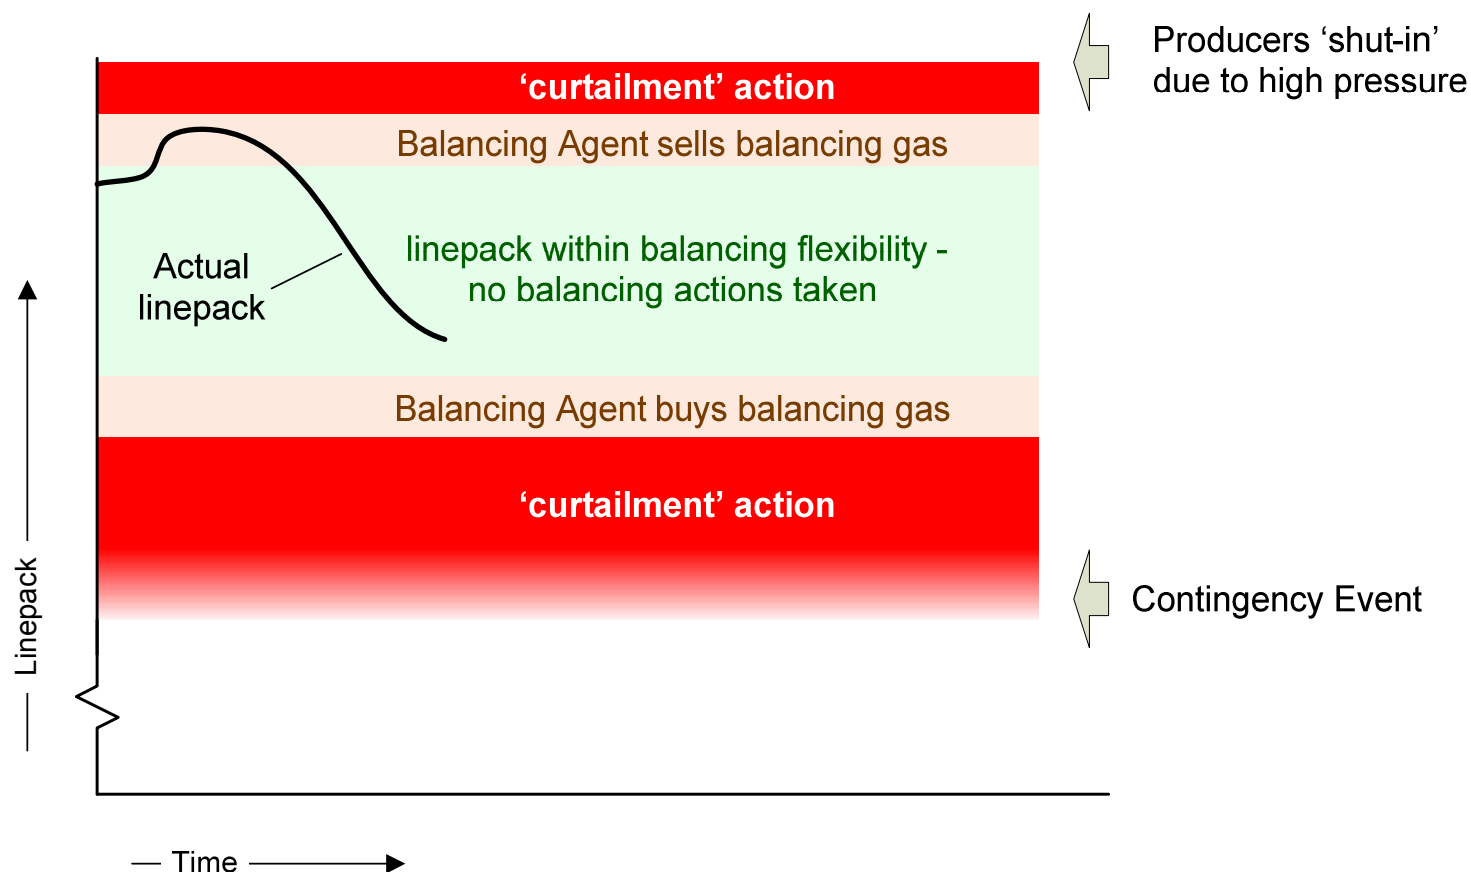 Producers ‘shut-in’
due to high pressure
‘curtailment’ action
Balancing Agent sells balancing gas
linepack within balancing flexibility -
no balancing actions taken
Actual
linepack
Balancing Agent buys balancing gas
‘curtailment’ action
Contingency Event
Linepack
Time